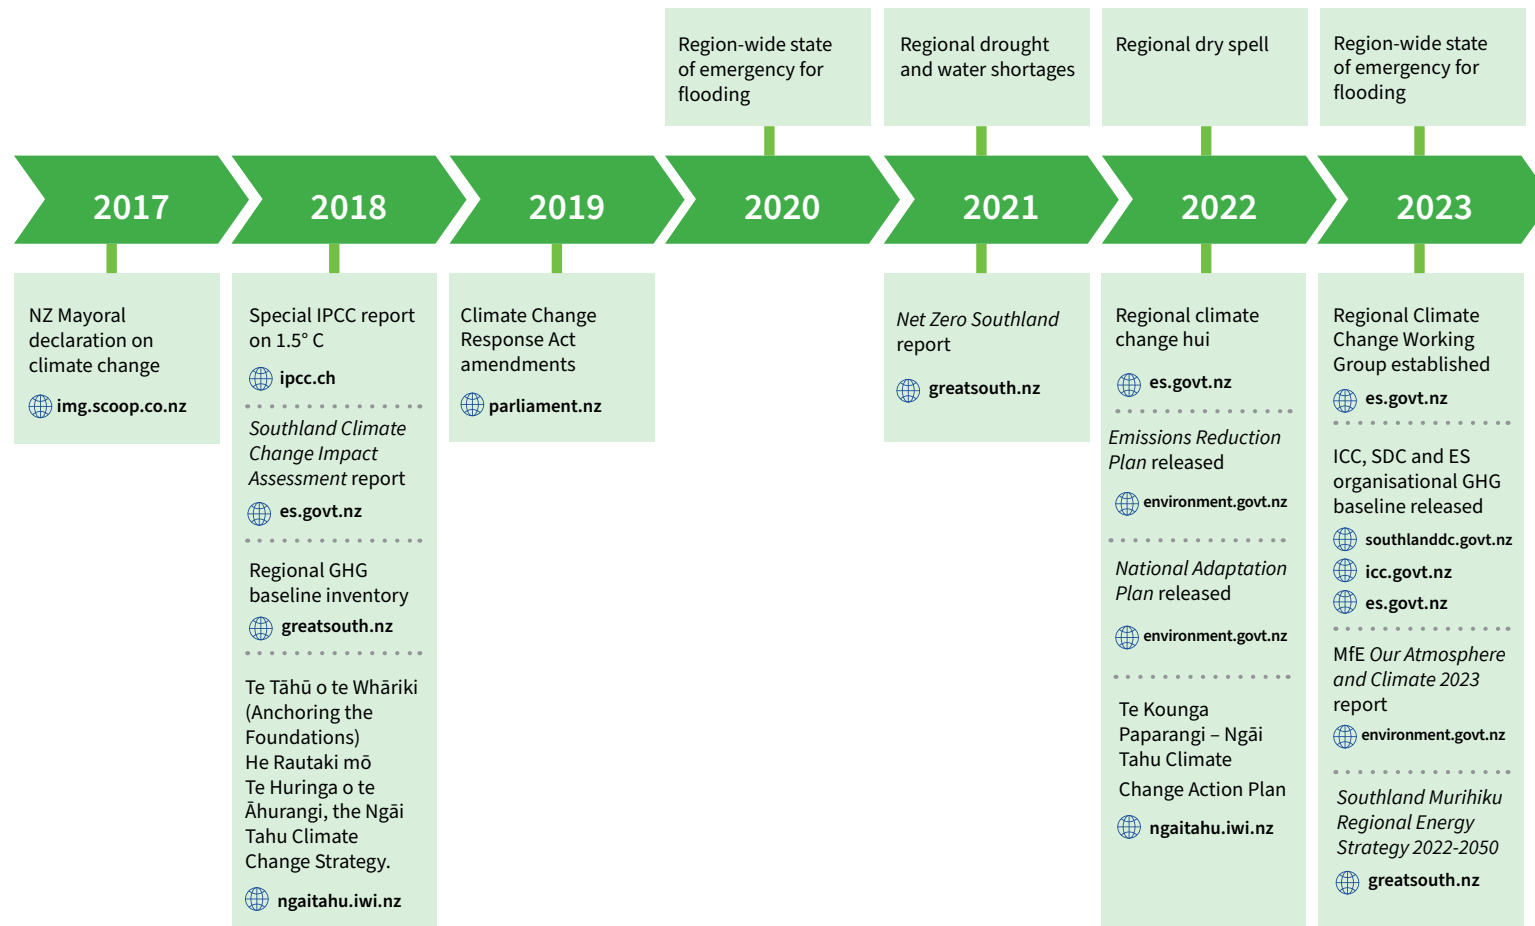 Region-wide state
of emergency for
flooding
Regional drought
and water shortages
Regional dry spell
Region-wide state
of emergency for
flooding
2017
2018
2019
2020
2021
2022
2023
NZ Mayoral
declaration on
climate change
img.scoop.co.nz
Special IPCC report
on 1.5° C
ipcc.ch
Southland Climate
Change Impact
Assessment report
es.govt.nz
Regional GHG
baseline inventory
greatsouth.nz
Te Tāhū o te Whāriki
(Anchoring the
Foundations)
He Rautaki mō
Te Huringa o te
Āhurangi, the Ngāi
Tahu Climate
Change Strategy.
ngaitahu.iwi.nz
Climate Change
Response Act
amendments
parliament.nz
Net Zero Southland
report
greatsouth.nz
Regional climate
change hui
es.govt.nz
Emissions Reduction
Plan released
environment.govt.nz
National Adaptation
Plan released
environment.govt.nz
Te Kounga
Paparangi – Ngāi
Tahu Climate
Change Action Plan
ngaitahu.iwi.nz
Regional Climate
Change Working
Group established
es.govt.nz
ICC, SDC and ES
organisational GHG
baseline released
southlanddc.govt.nz
icc.govt.nz
es.govt.nz
MfE Our Atmosphere
and Climate 2023
report
environment.govt.nz
Southland Murihiku
Regional Energy
Strategy 2022-2050
greatsouth.nz